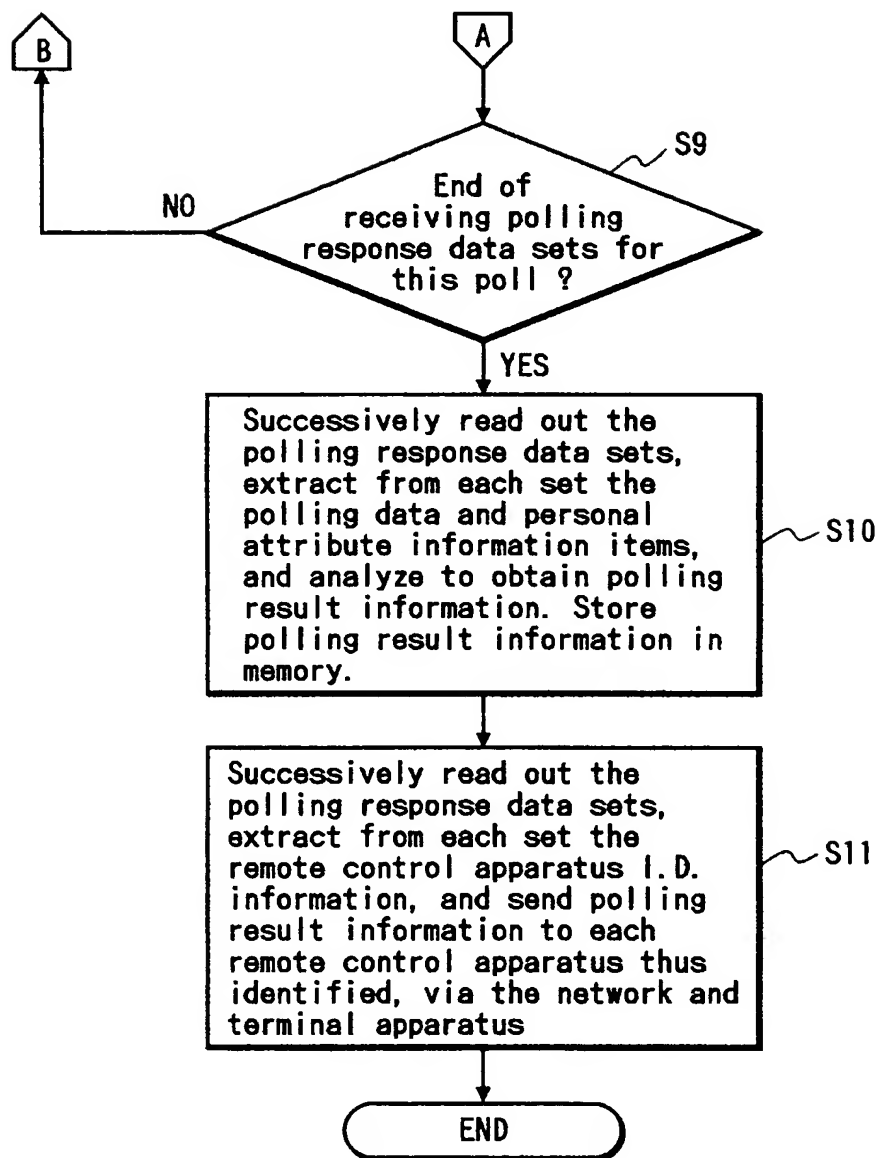 B
A
S9
NO
End of
receiving polling
response data sets for
this poll ?
YES
Successively read out the
polling response data sets,
extract from each set the
polling data and personal
attribute information items,
and analyze to obtain polling
result information. Store
polling result information in
memory.
S10
Successively read out the
polling response data sets,
extract from each set the
remote control apparatus I.D.
information, and send polling
result information to each
remote control apparatus thus
identified, via the network and
terminal apparatus
S11
END